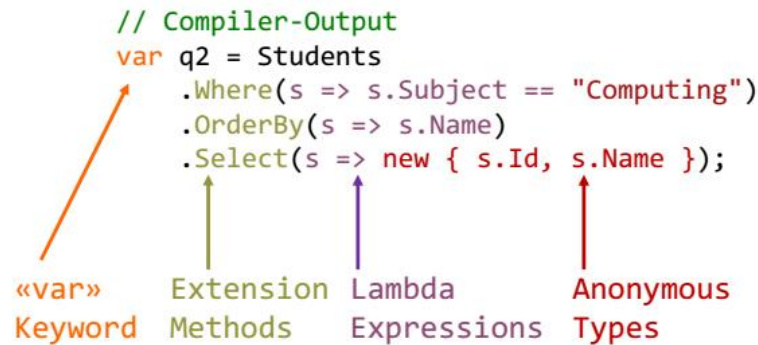 // Compiler-Output
var q2 = Students
.Where(s => s.Subject == "Computing")
.OrderBy(s => s.Name)
.Select(s => new { s.Id, s.Name });
«var» Extension Lambda Anonymous
Keyword Methods Expressions Types